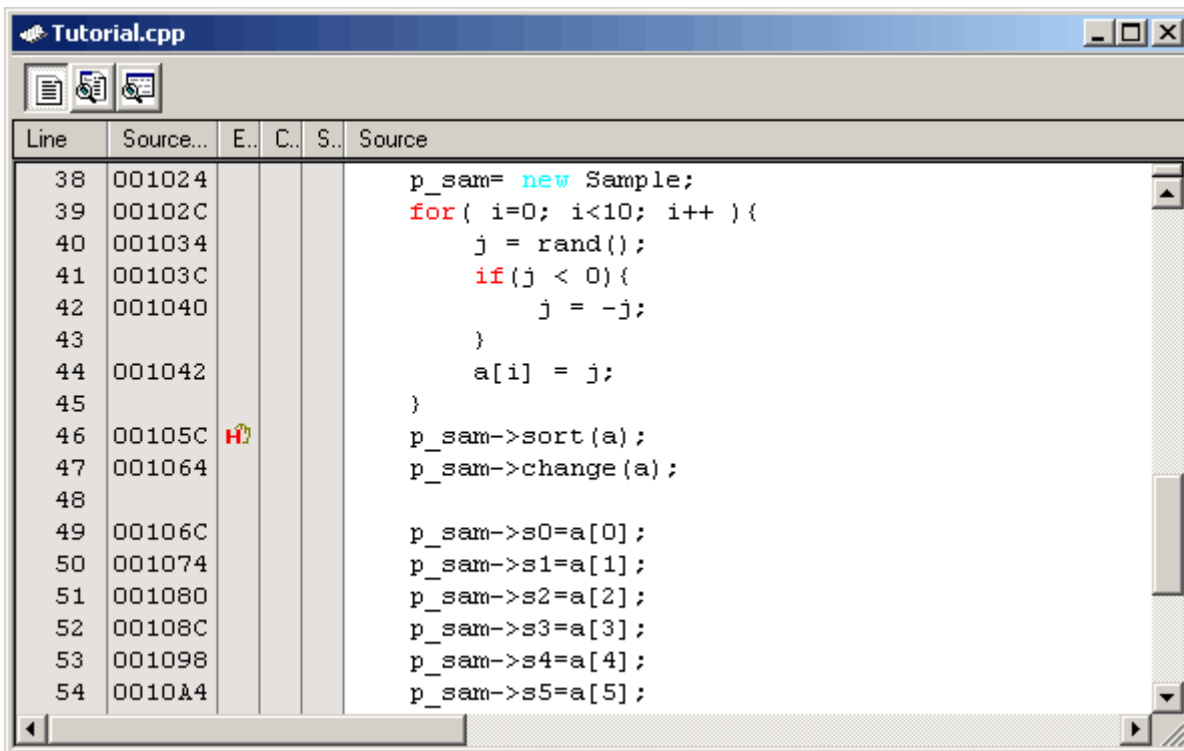 Tutorial.cpp
Line Source... E.. C.. S.. Source
38 001024 p_sam= new Sample;
39 00102C for( i=0; i<10; i++ ){
40 001034 j = rand();
41 00103C if(j < 0){
42 001040 j = -j;
43 }
44 001042 a[i] = j;
45 }
46 00105C H p_sam->sort(a);
47 001064 p_sam->change(a);
48
49 00106C p_sam->s0=a[0];
50 001074 p_sam->s1=a[1];
51 001080 p_sam->s2=a[2];
52 00108C p_sam->s3=a[3];
53 001098 p_sam->s4=a[4];
54 0010A4 p_sam->s5=a[5];